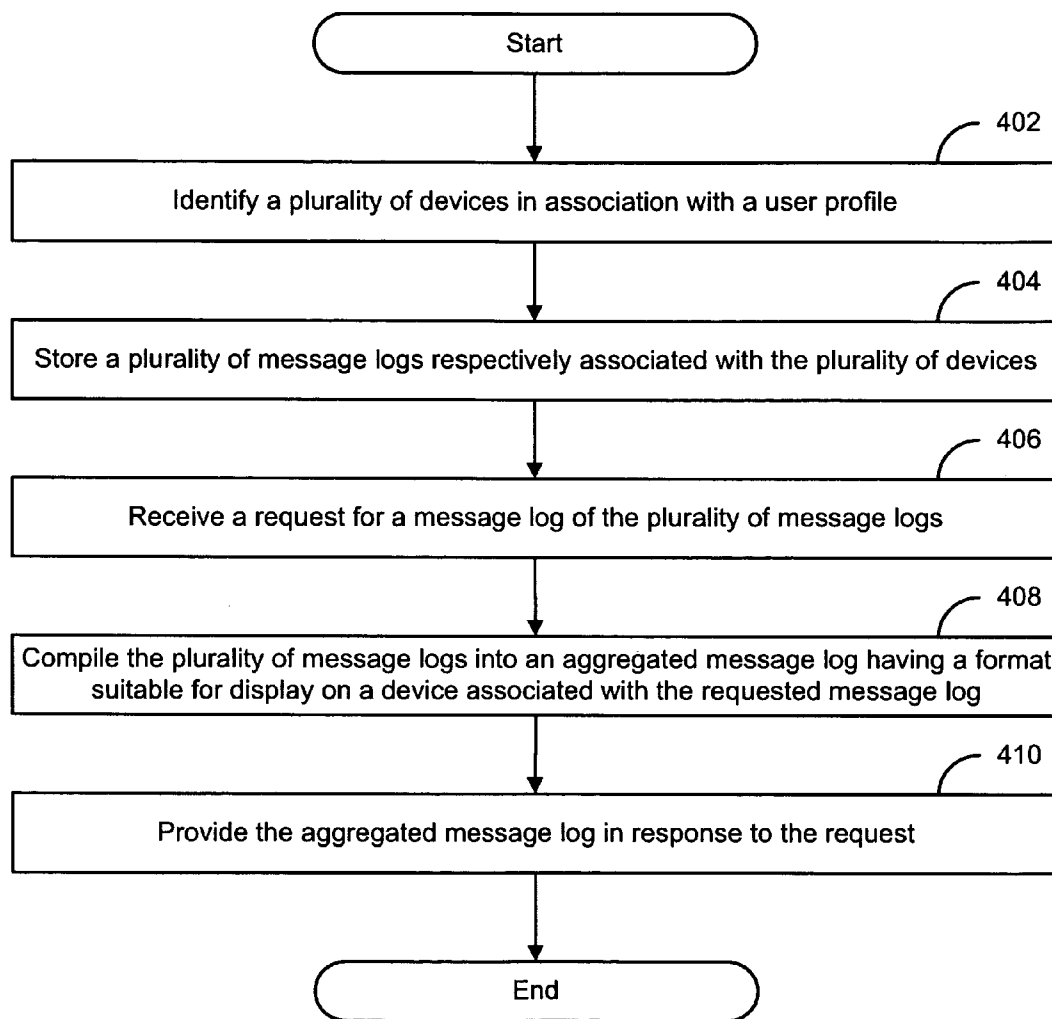 Start
402
Identify a plurality of devices in association with a user profile
404
Store a plurality of message logs respectively associated with the plurality of devices
406
Receive a request for a message log of the plurality of message logs
408
Compile the plurality of message logs into an aggregated message log having a format
suitable for display on a device associated with the requested message log
410
Provide the aggregated message log in response to the request
End